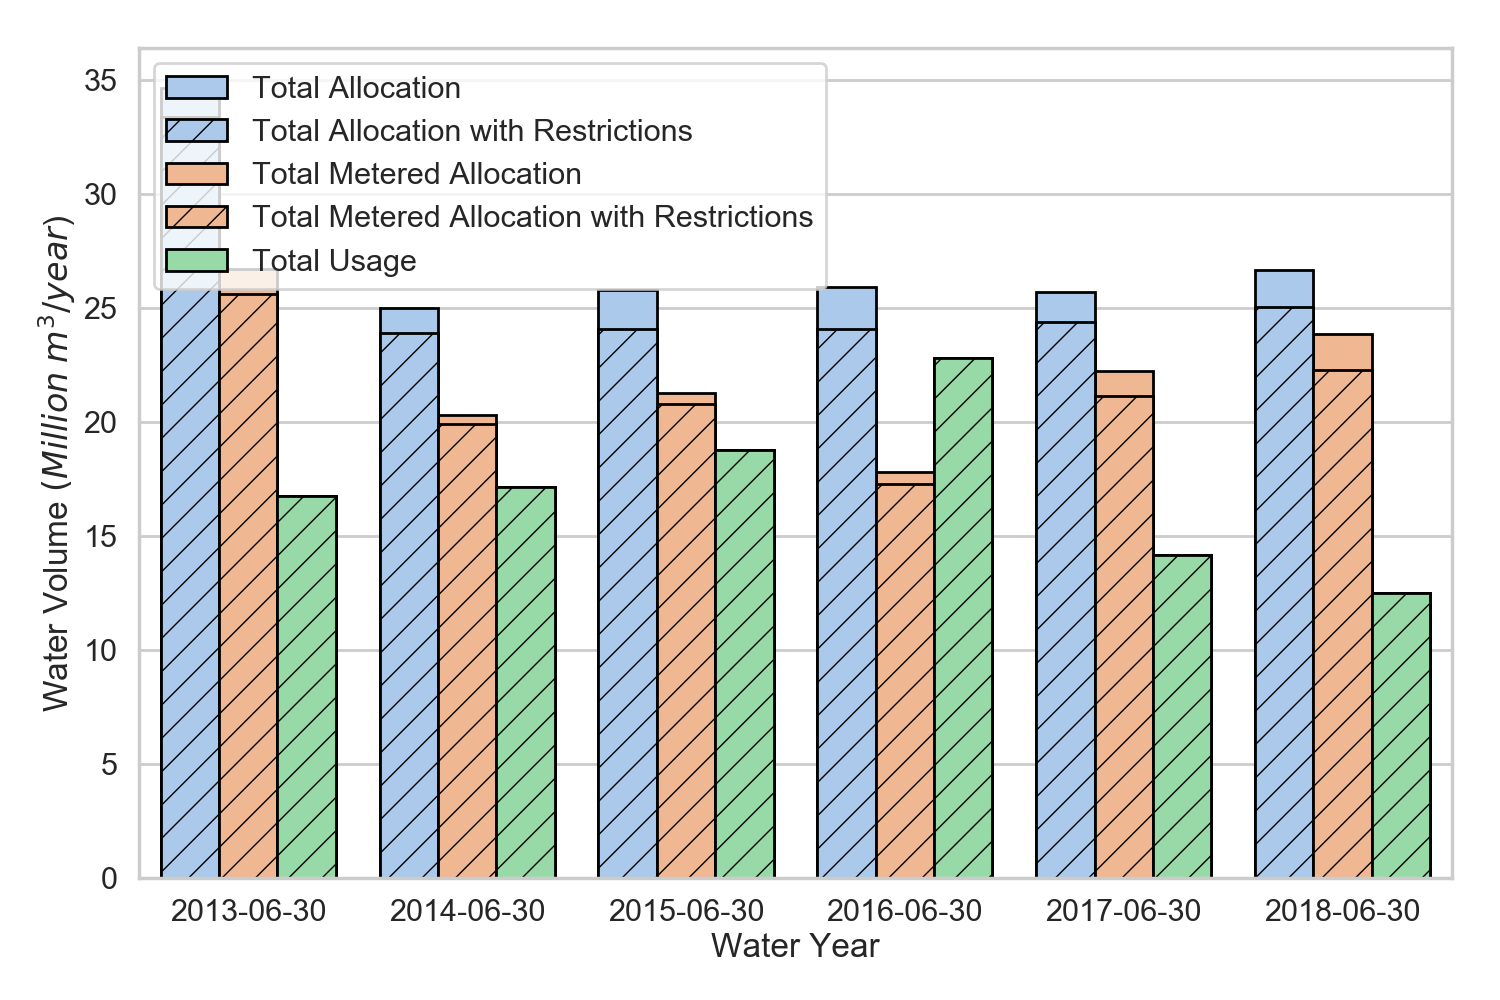 35
30
25
20
15
10
5
0
Water Volume (Million m³/year)
Total Allocation
Total Allocation with Restrictions
Total Metered Allocation
Total Metered Allocation with Restrictions
Total Usage
2013-06-30 2014-06-30 2015-06-30 2016-06-30 2017-06-30 2018-06-30
Water Year